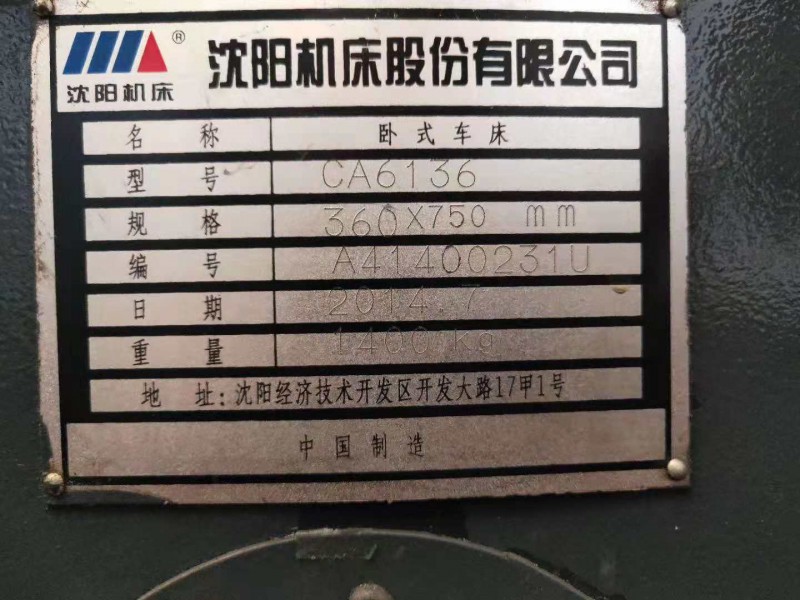 沈阳机床®
沈阳机床股份有限公司
名 称 卧式车床
型 号 CA6136
规 格 360X750 mm
编 号 A41400231U
日 期 2014.7
重 量 1400 kg
地 址:沈阳经济技术开发区开发大路17甲1号
中国制造